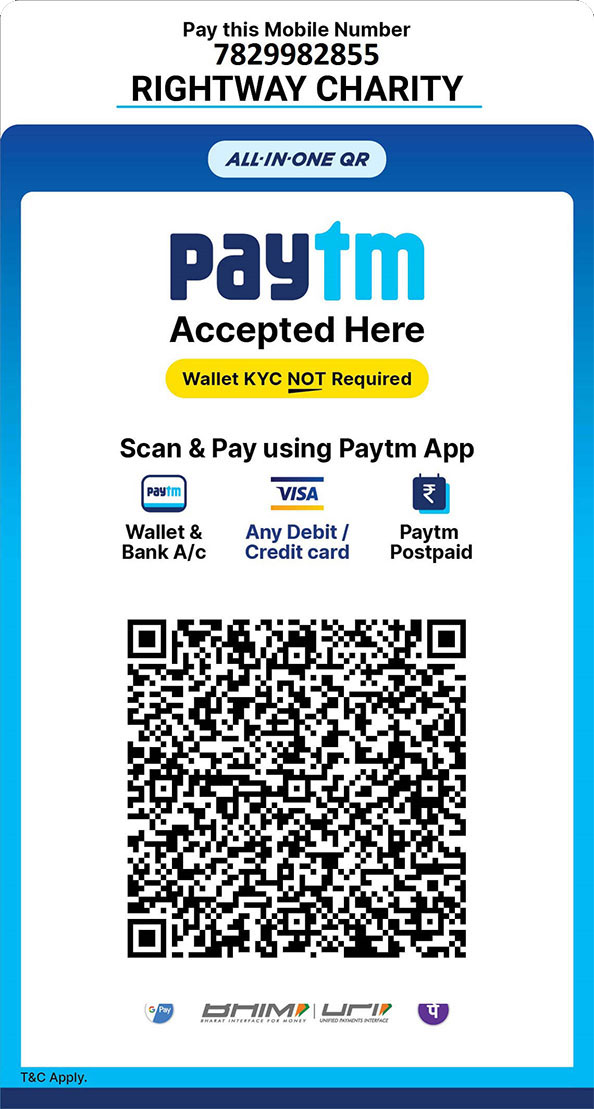 Pay this Mobile Number
7829982855
RIGHTWAY CHARITY
ALL-IN-ONE QR
paytm
Accepted Here
Wallet KYC NOT Required
Scan & Pay using Paytm App
paytm
VISA
₹
Wallet & Bank A/c
Any Debit / Credit card
Paytm Postpaid
G Pay
BHIM
BHARAT INTERFACE FOR MONEY
UPI
UNIFIED PAYMENTS INTERFACE
पे
T&C Apply.